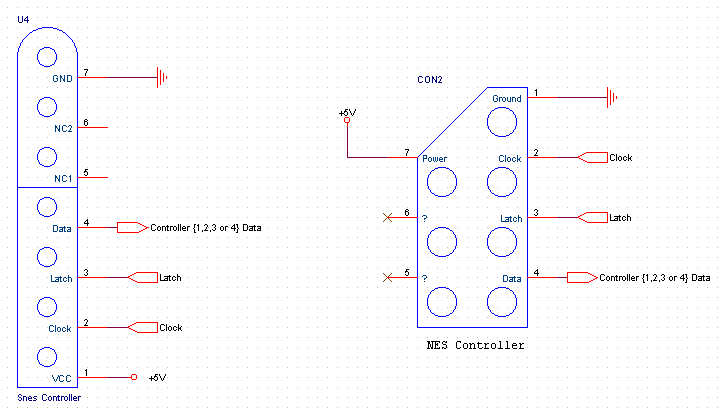 U4
GND 7
NC2 6
NC1 5
Data 4 Controller {1,2,3 or 4} Data
Latch 3 Latch
Clock 2 Clock
VCC 1 +5V
Snes Controller
CON2
Ground 1
+5V
7 Power Clock 2 Clock
6 ? Latch 3 Latch
5 ? Data 4 Controller {1,2,3 or 4} Data
NES Controller